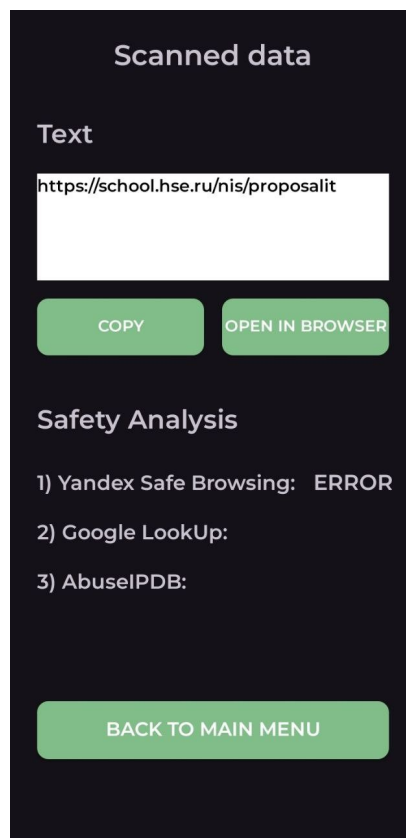 Scanned data
Text
https://school.hse.ru/nis/proposalit
COPY OPEN IN BROWSER
Safety Analysis
1) Yandex Safe Browsing: ERROR
2) Google LookUp:
3) AbuseIPDB:
BACK TO MAIN MENU